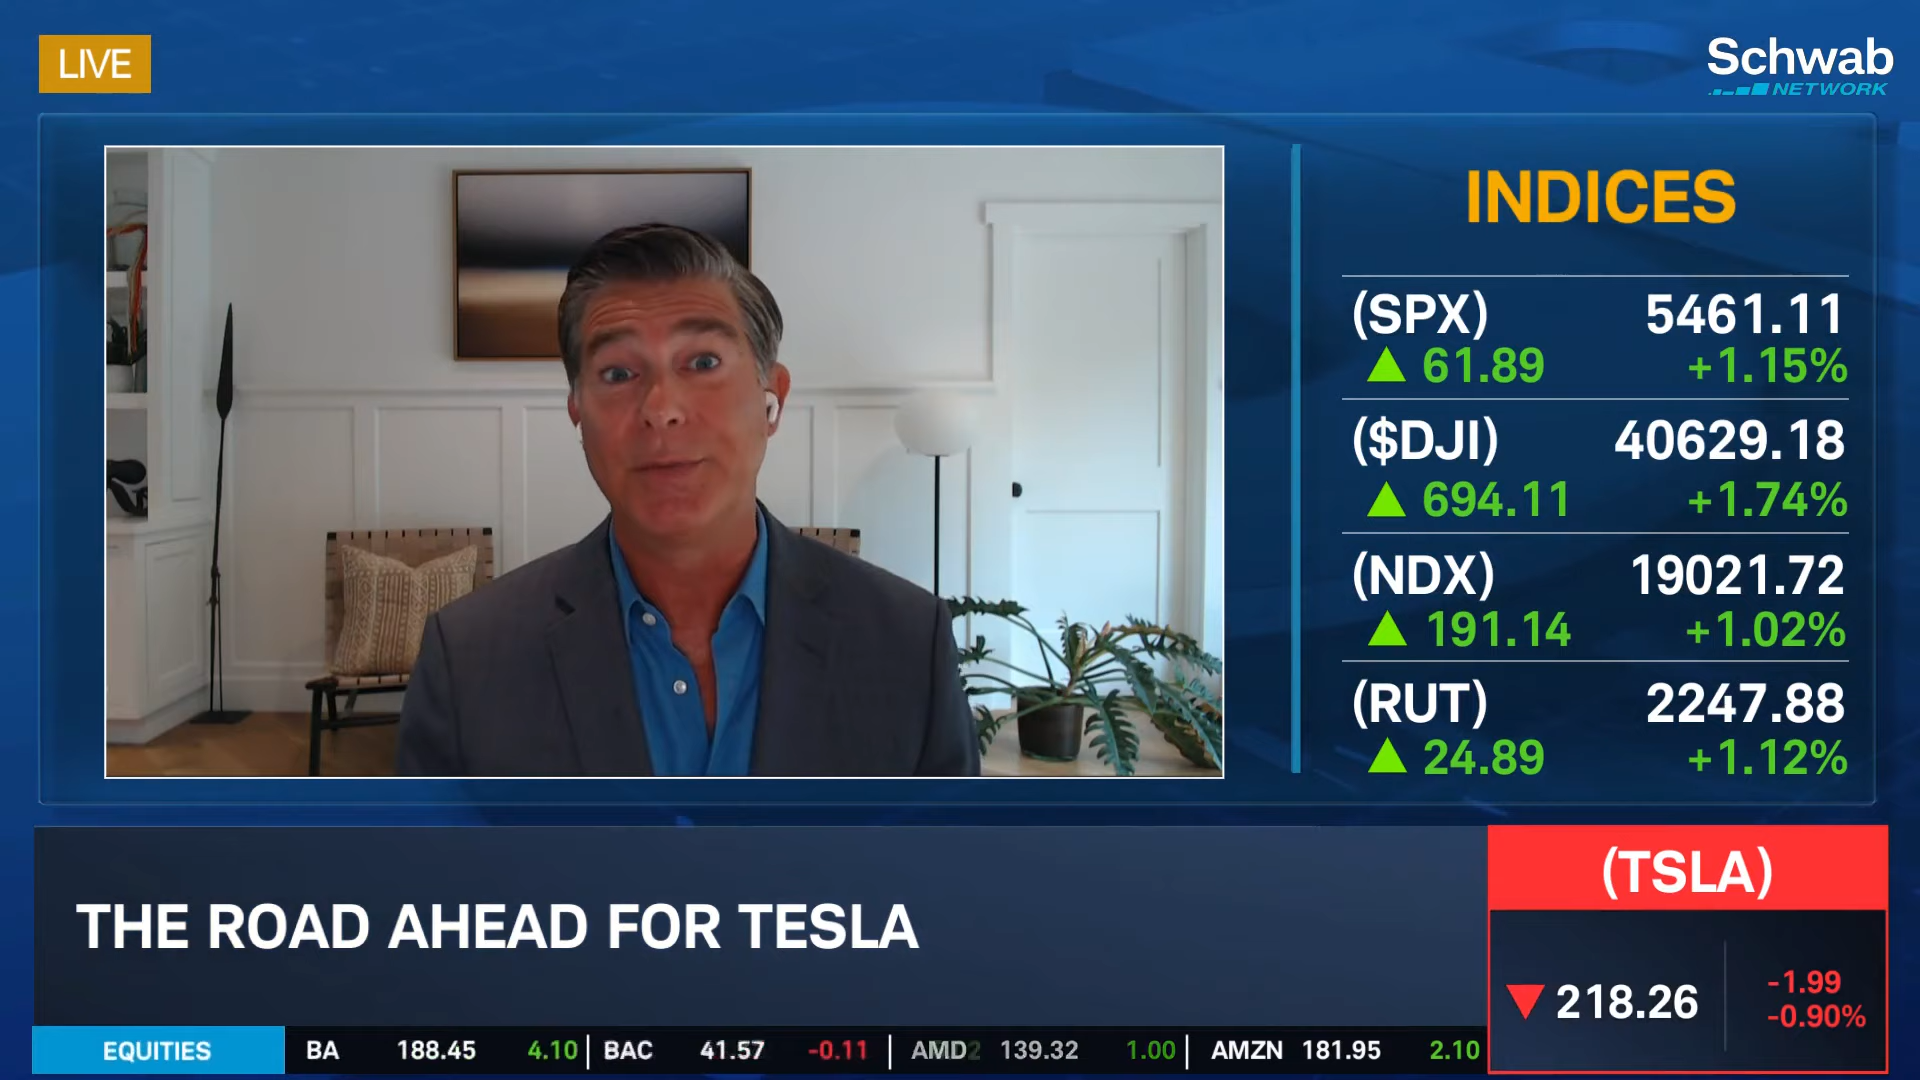 LIVE
Schwab
NETWORK
INDICES
(SPX) 5461.11
▲ 61.89 +1.15%
($DJI) 40629.18
▲ 694.11 +1.74%
(NDX) 19021.72
▲ 191.14 +1.02%
(RUT) 2247.88
▲ 24.89 +1.12%
THE ROAD AHEAD FOR TESLA
(TSLA)
▼ 218.26 -1.99
-0.90%
EQUITIES BA 188.45 4.10 | BAC 41.57 -0.11 | AMD 139.32 1.00 | AMZN 181.95 2.10